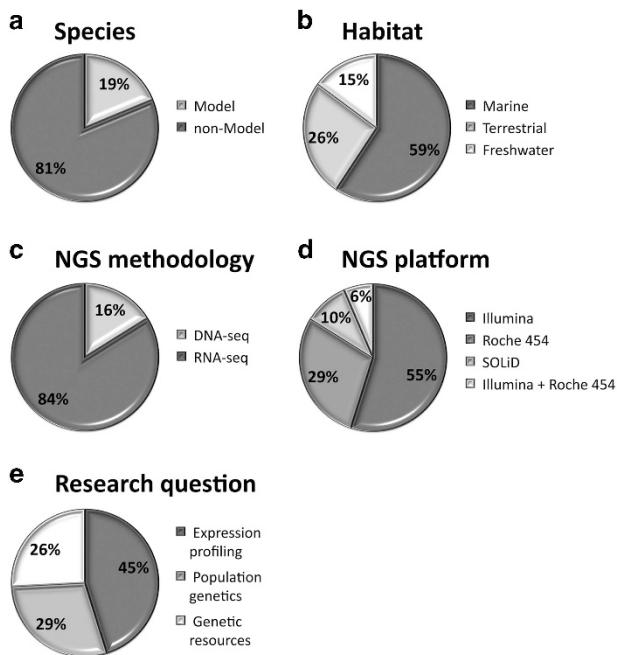 a Species
19%
81%
Model
non-Model
b Habitat
15%
26%
59%
Marine
Terrestrial
Freshwater
c NGS methodology
16%
84%
DNA-seq
RNA-seq
d NGS platform
6%
10%
29%
55%
Illumina
Roche 454
SOLiD
Illumina + Roche 454
e Research question
26%
45%
29%
Expression
profiling
Population
genetics
Genetic
resources